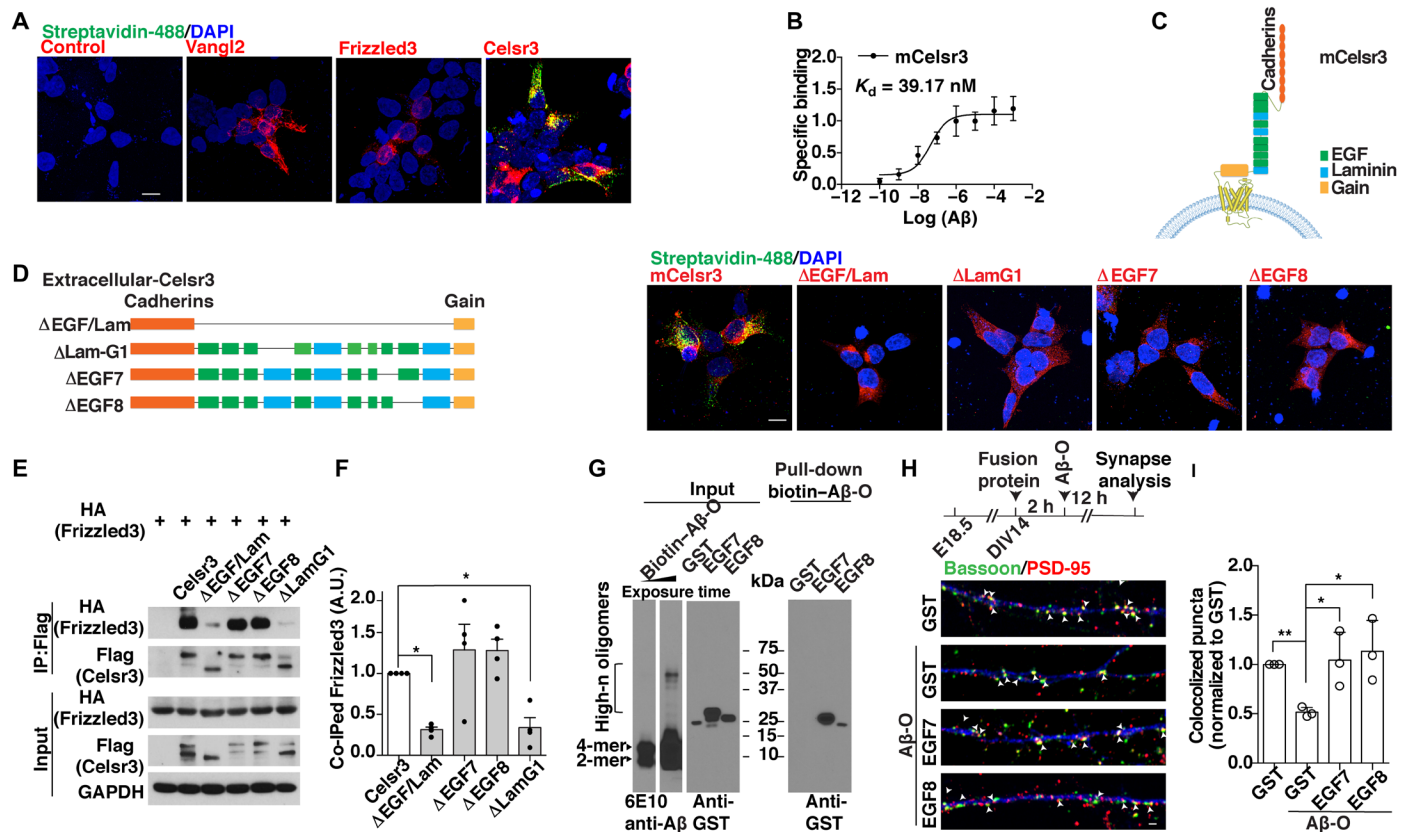 A
Streptavidin-488/DAPI
Control
Vangl2
Frizzled3
Celsr3
B
mCelsr3
Kd = 39.17 nM
Specific binding
2.0
1.5
1.0
0.5
0.0
−12 −10 −8 −6 −4 −2
Log (Aβ)
C
Cadherins
mCelsr3
EGF
Laminin
Gain
D
Extracellular-Celsr3
Cadherins
Gain
ΔEGF/Lam
ΔLam-G1
ΔEGF7
ΔEGF8
Streptavidin-488/DAPI
mCelsr3
ΔEGF/Lam
ΔLamG1
ΔEGF7
ΔEGF8
E
HA
(Frizzled3)
+ + + + + +
Celsr3
ΔEGF/Lam
ΔEGF7
ΔEGF8
ΔLamG1
IP:Flag
HA
(Frizzled3)
Flag
(Celsr3)
Input
HA
(Frizzled3)
Flag
(Celsr3)
GAPDH
F
Co-IPed Frizzled3 (A.U.)
2.0
1.5
1.0
0.5
0.0
*
*
Celsr3
ΔEGF/Lam
ΔEGF7
ΔEGF8
ΔLamG1
G
Input
Pull-down
biotin–Aβ-O
Biotin–Aβ-O
GST
EGF7
EGF8
Exposure time
kDa
GST
EGF7
EGF8
High-n oligomers
4-mer
2-mer
75
50
37
25
15
10
6E10
anti-Aβ
Anti-
GST
Anti-
GST
H
Fusion
protein
Aβ-O
Synapse
analysis
2 h
12 h
E18.5
DIV14
Bassoon/PSD-95
GST
GST
EGF7
EGF8
Aβ-O
I
Colocolized puncta
(normalized to GST)
2.0
1.5
1.0
0.5
0.0
**
*
*
GST
GST
EGF7
EGF8
Aβ-O